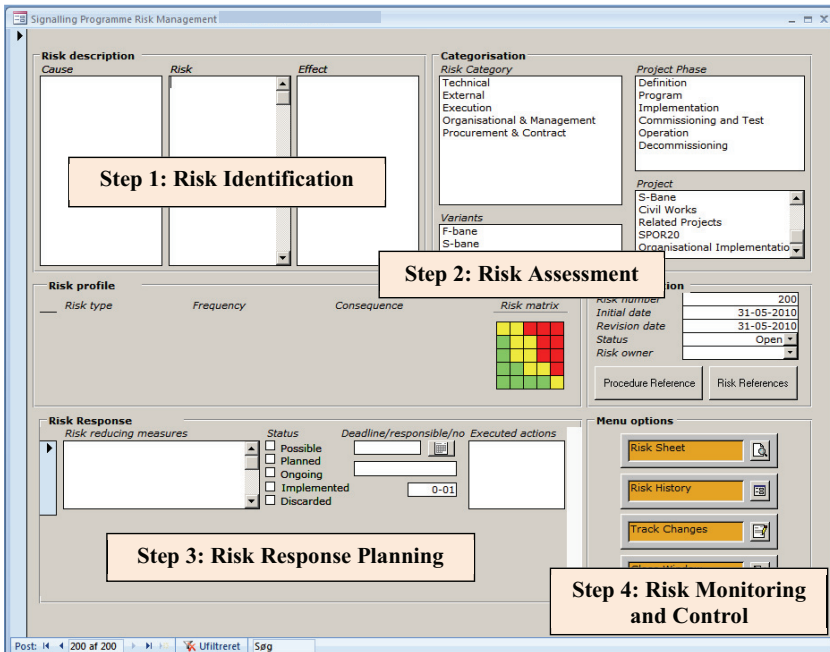 Signalling Programme Risk Management
Risk description
Cause
Risk
Effect
Step 1: Risk Identification
Categorisation
Risk Category
Technical
External
Execution
Organisational & Management
Procurement & Contract
Project Phase
Definition
Program
Implementation
Commissioning and Test
Operation
Decommissioning
Variants
F-bane
S-bane
Project
S-Bane
Civil Works
Related Projects
SPOR20
Organisational Implementatio
Step 2: Risk Assessment
Risk profile
Risk type
Frequency
Consequence
Risk matrix
Risk number 200
Initial date 31-05-2010
Revision date 31-05-2010
Status Open
Risk owner
Procedure Reference
Risk References
Risk Response
Risk reducing measures
Status
Possible
Planned
Ongoing
Implemented
Discarded
Deadline/responsible/no
0-01
Executed actions
Step 3: Risk Response Planning
Menu options
Risk Sheet
Risk History
Track Changes
Step 4: Risk Monitoring
and Control
Post: 200 af 200 Ufiltreret Søg